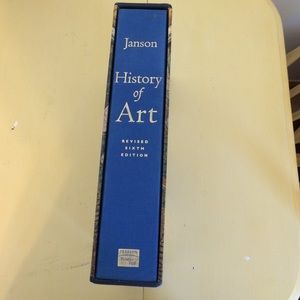 Janson
History
of
Art
REVISED
SIXTH
EDITION